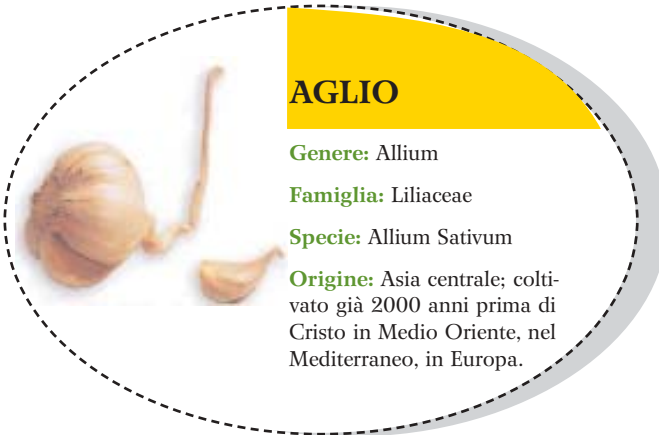 AGLIO
Genere: Allium
Famiglia: Liliaceae
Specie: Allium Sativum
Origine: Asia centrale; colti-
vato già 2000 anni prima di
Cristo in Medio Oriente, nel
Mediterraneo, in Europa.